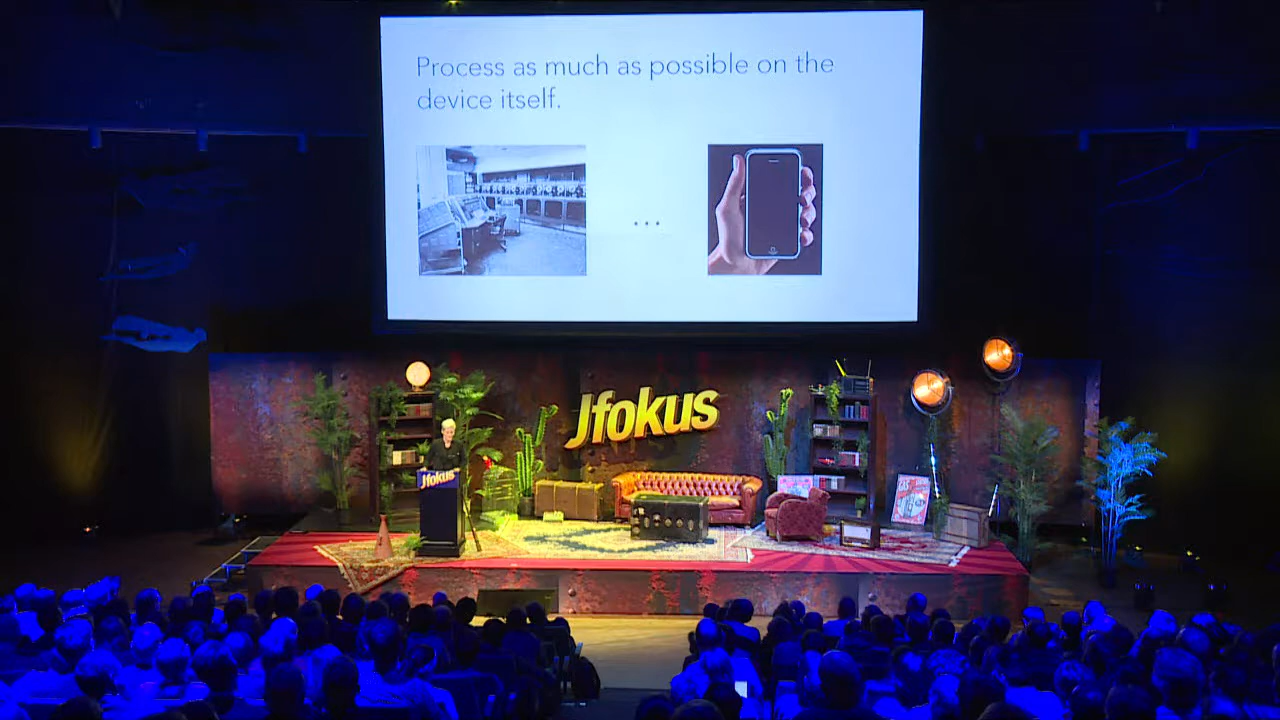 Process as much as possible on the
device itself.
...
Jfokus
Jfokus